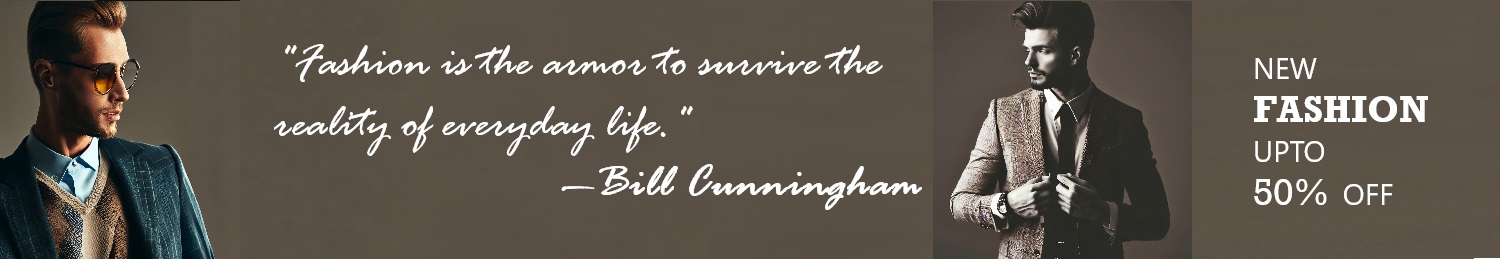 "Fashion is the armor to survive the
reality of everyday life. "
—Bill Cunningham
NEW
FASHION
UPTO
50% OFF